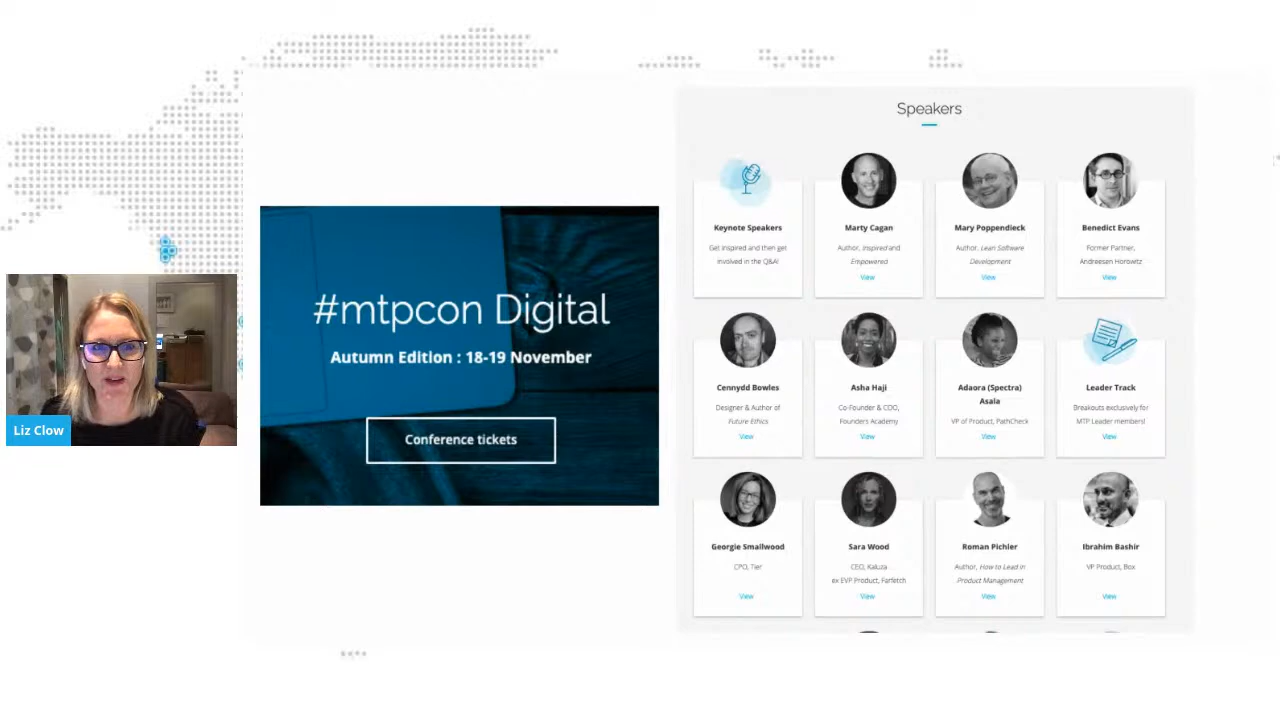 Liz Clow
#mtpcon Digital
Autumn Edition : 18-19 November
Conference tickets
Speakers
Keynote Speakers
Get inspired and then get
involved in the Q&A!
Marty Cagan
Author, Inspired and
Empowered
View
Mary Poppendieck
Author, Lean Software
Development
View
Benedict Evans
Former Partner,
Andreesen Horowitz
View
Cennydd Bowles
Designer & Author of
Future Ethics
View
Asha Haji
Co-Founder & COO,
Founders Academy
View
Adaora (Spectra)
Asala
VP of Product, PathCheck
View
Leader Track
Breakouts exclusively for
MTP Leader members!
View
Georgie Smallwood
CPO, Tier
View
Sara Wood
CEO, Kaluza
ex EVP Product, Farfetch
View
Roman Pichler
Author, How to Lead in
Product Management
View
Ibrahim Bashir
VP Product, Box
View